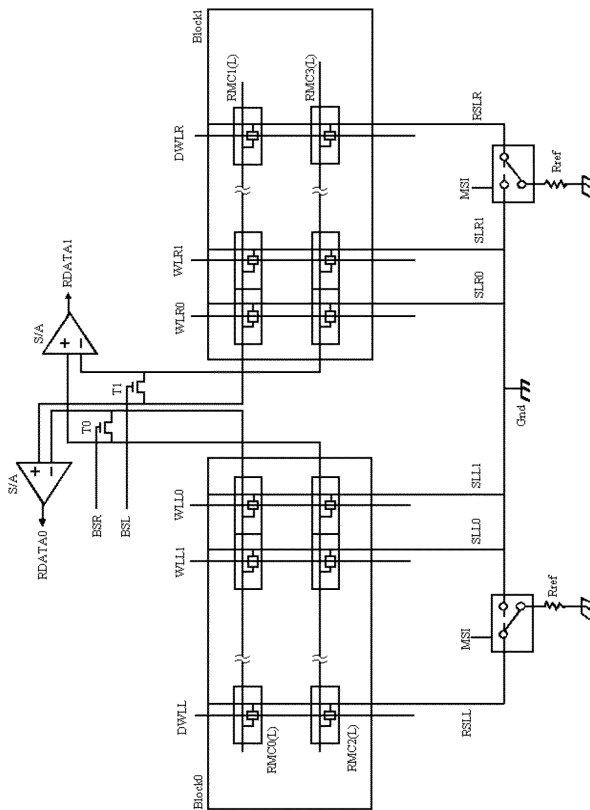 Block1
RMC1(L)
RMC3(L)
DWLR
RSLR
MSI
Rref
WLR1
SLR1
WLR0
SLR0
RDATA1
S/A
+
−
T1
T0
S/A
+
−
RDATA0
BSR
BSL
Gnd
WLL0
SLL1
WLL1
SLL0
MSI
Rref
DWLL
RSLL
RMC0(L)
RMC2(L)
Block0